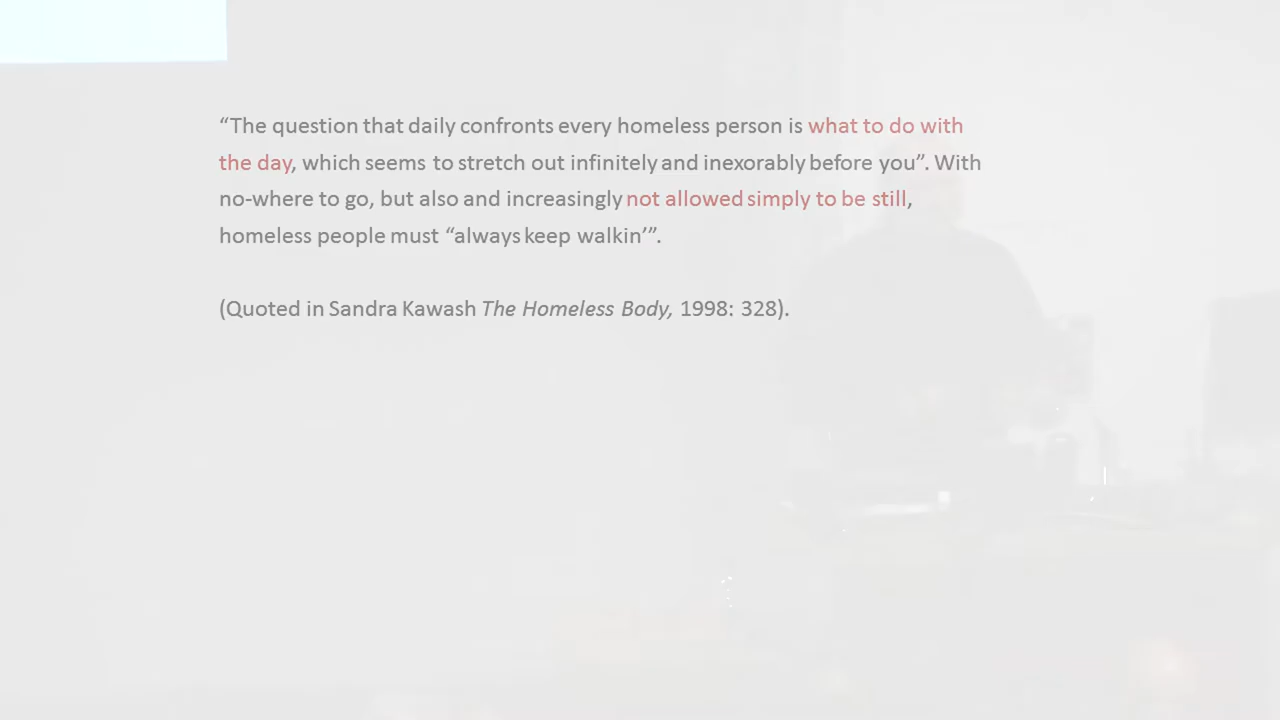 “The question that daily confronts every homeless person is what to do with
the day, which seems to stretch out infinitely and inexorably before you”. With
no-where to go, but also and increasingly not allowed simply to be still,
homeless people must “always keep walkin’”.
(Quoted in Sandra Kawash The Homeless Body, 1998: 328).